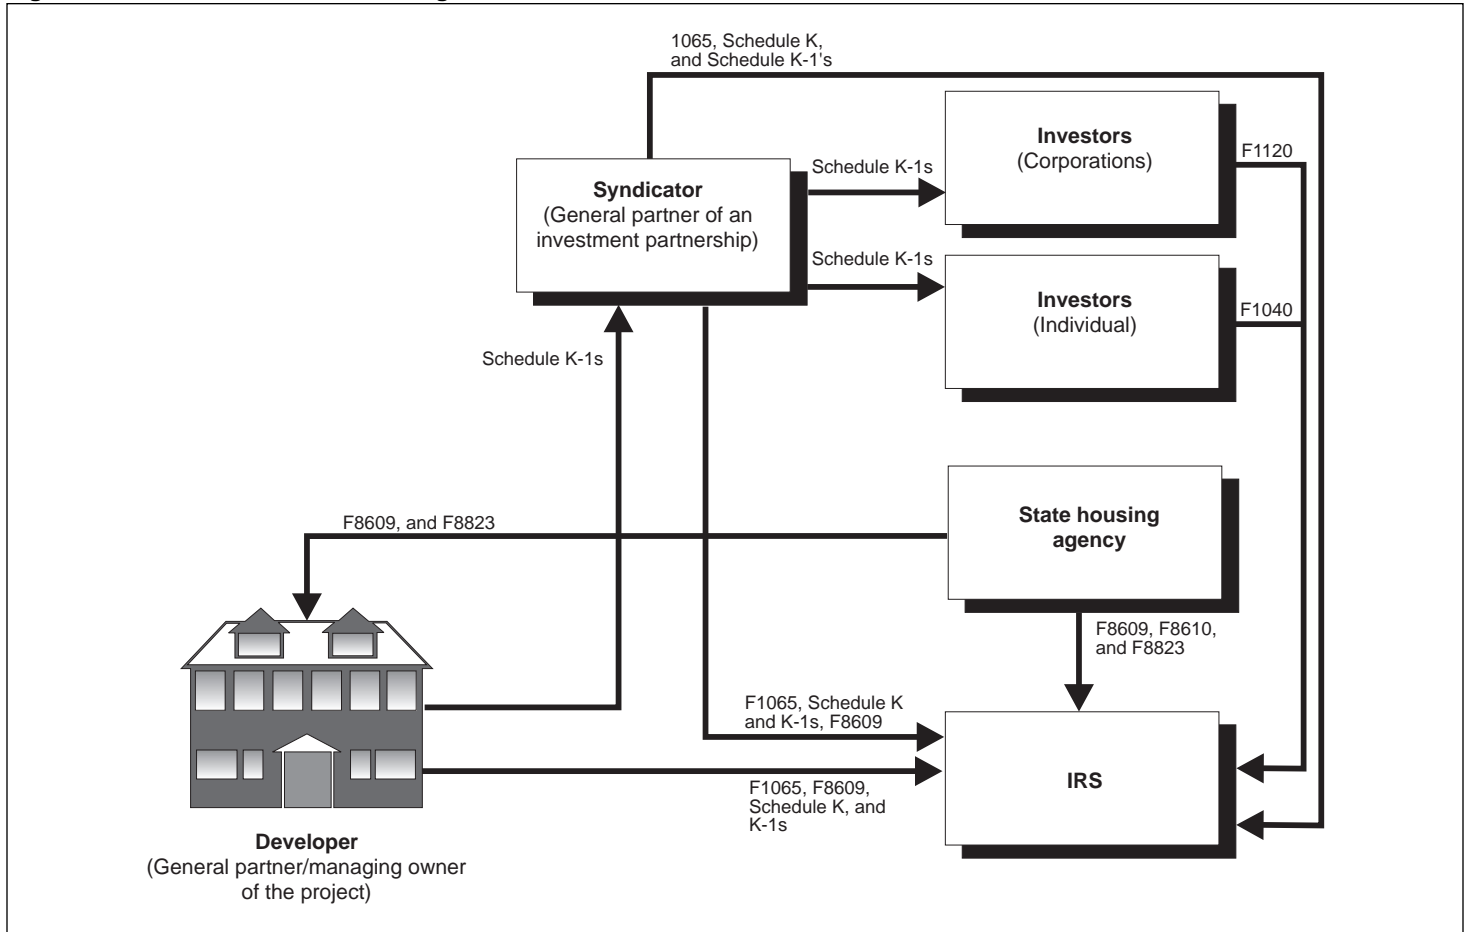 1065, Schedule K,
and Schedule K-1's
Investors
(Corporations)
F1120
Schedule K-1s
Syndicator
(General partner of an
investment partnership)
Schedule K-1s
Investors
(Individual)
F1040
Schedule K-1s
State housing
agency
F8609, and F8823
F8609, F8610,
and F8823
F1065, Schedule K
and K-1s, F8609
IRS
F1065, F8609,
Schedule K, and
K-1s
Developer
(General partner/managing owner
of the project)